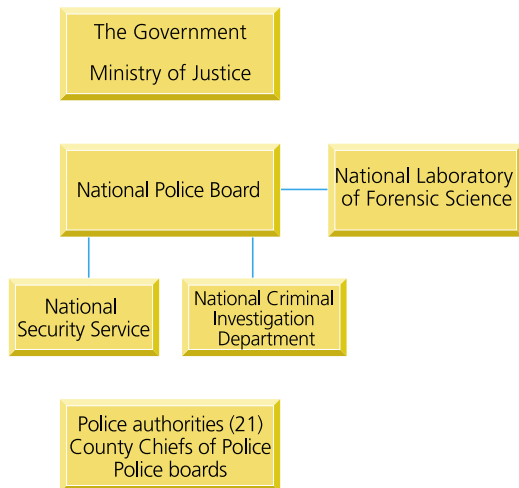 The Government
Ministry of Justice
National Police Board
National Laboratory
of Forensic Science
National
Security Service
National Criminal
Investigation
Department
Police authorities (21)
County Chiefs of Police
Police boards